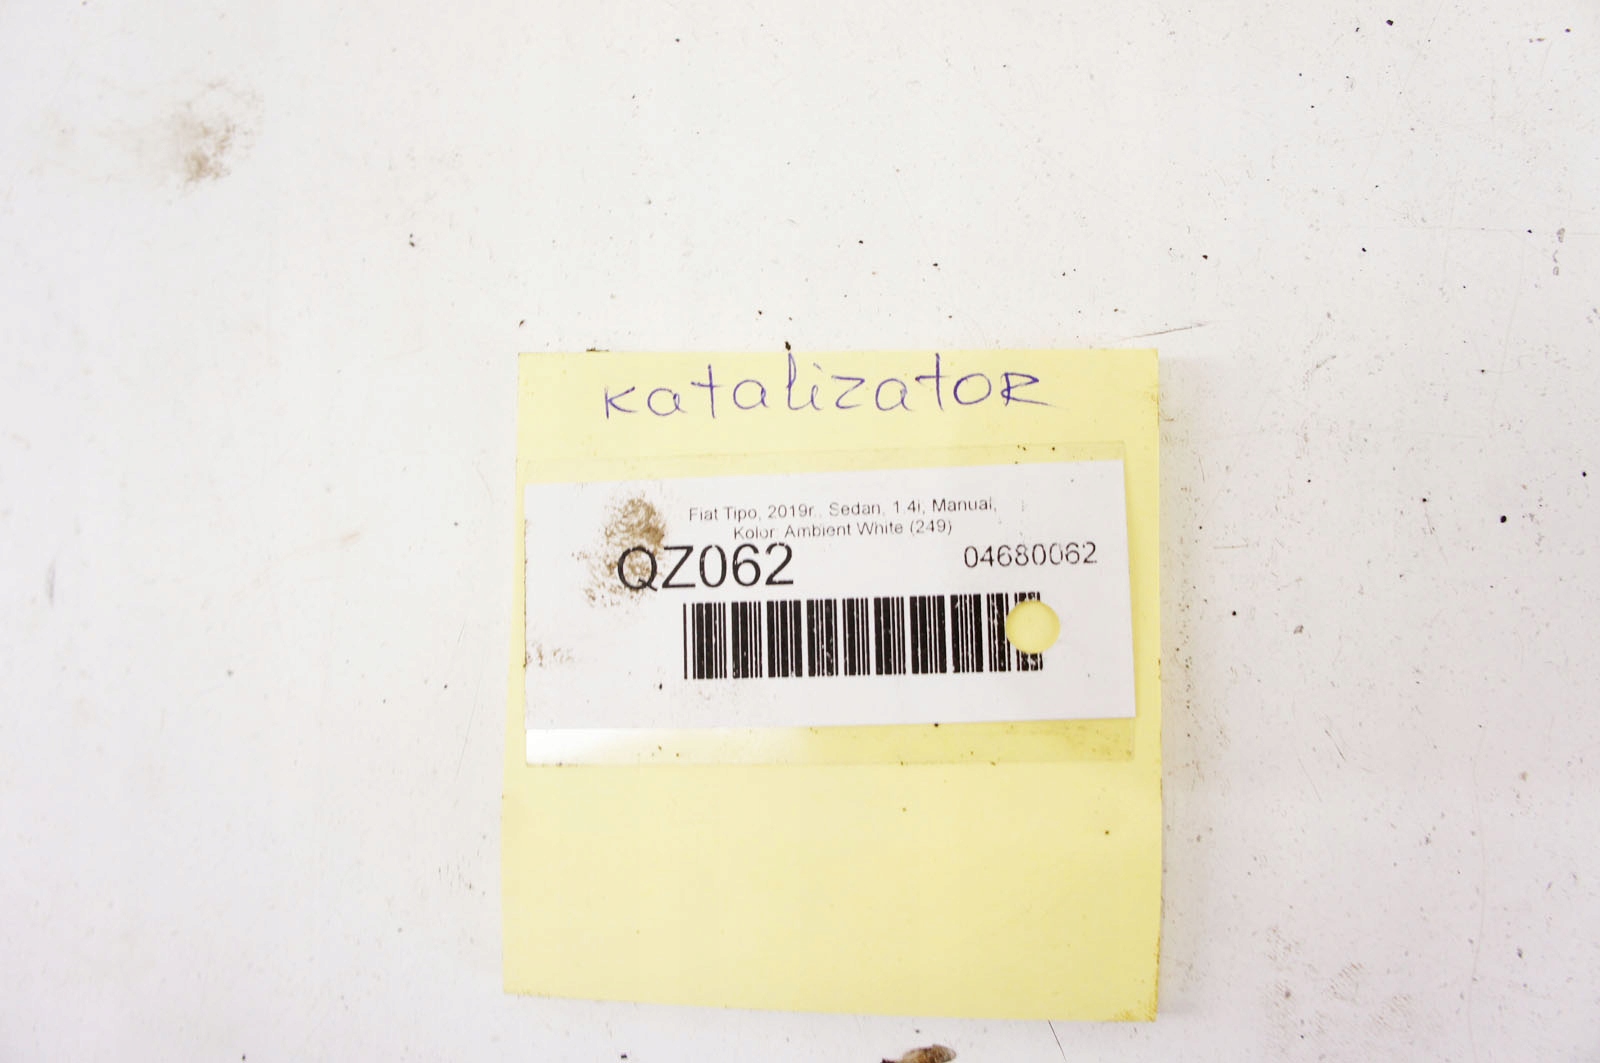 katalizator
Fiat Tipo, 2019r., Sedan, 1.4i, Manual,
Kolor: Ambient White (249)
QZ062
04680062